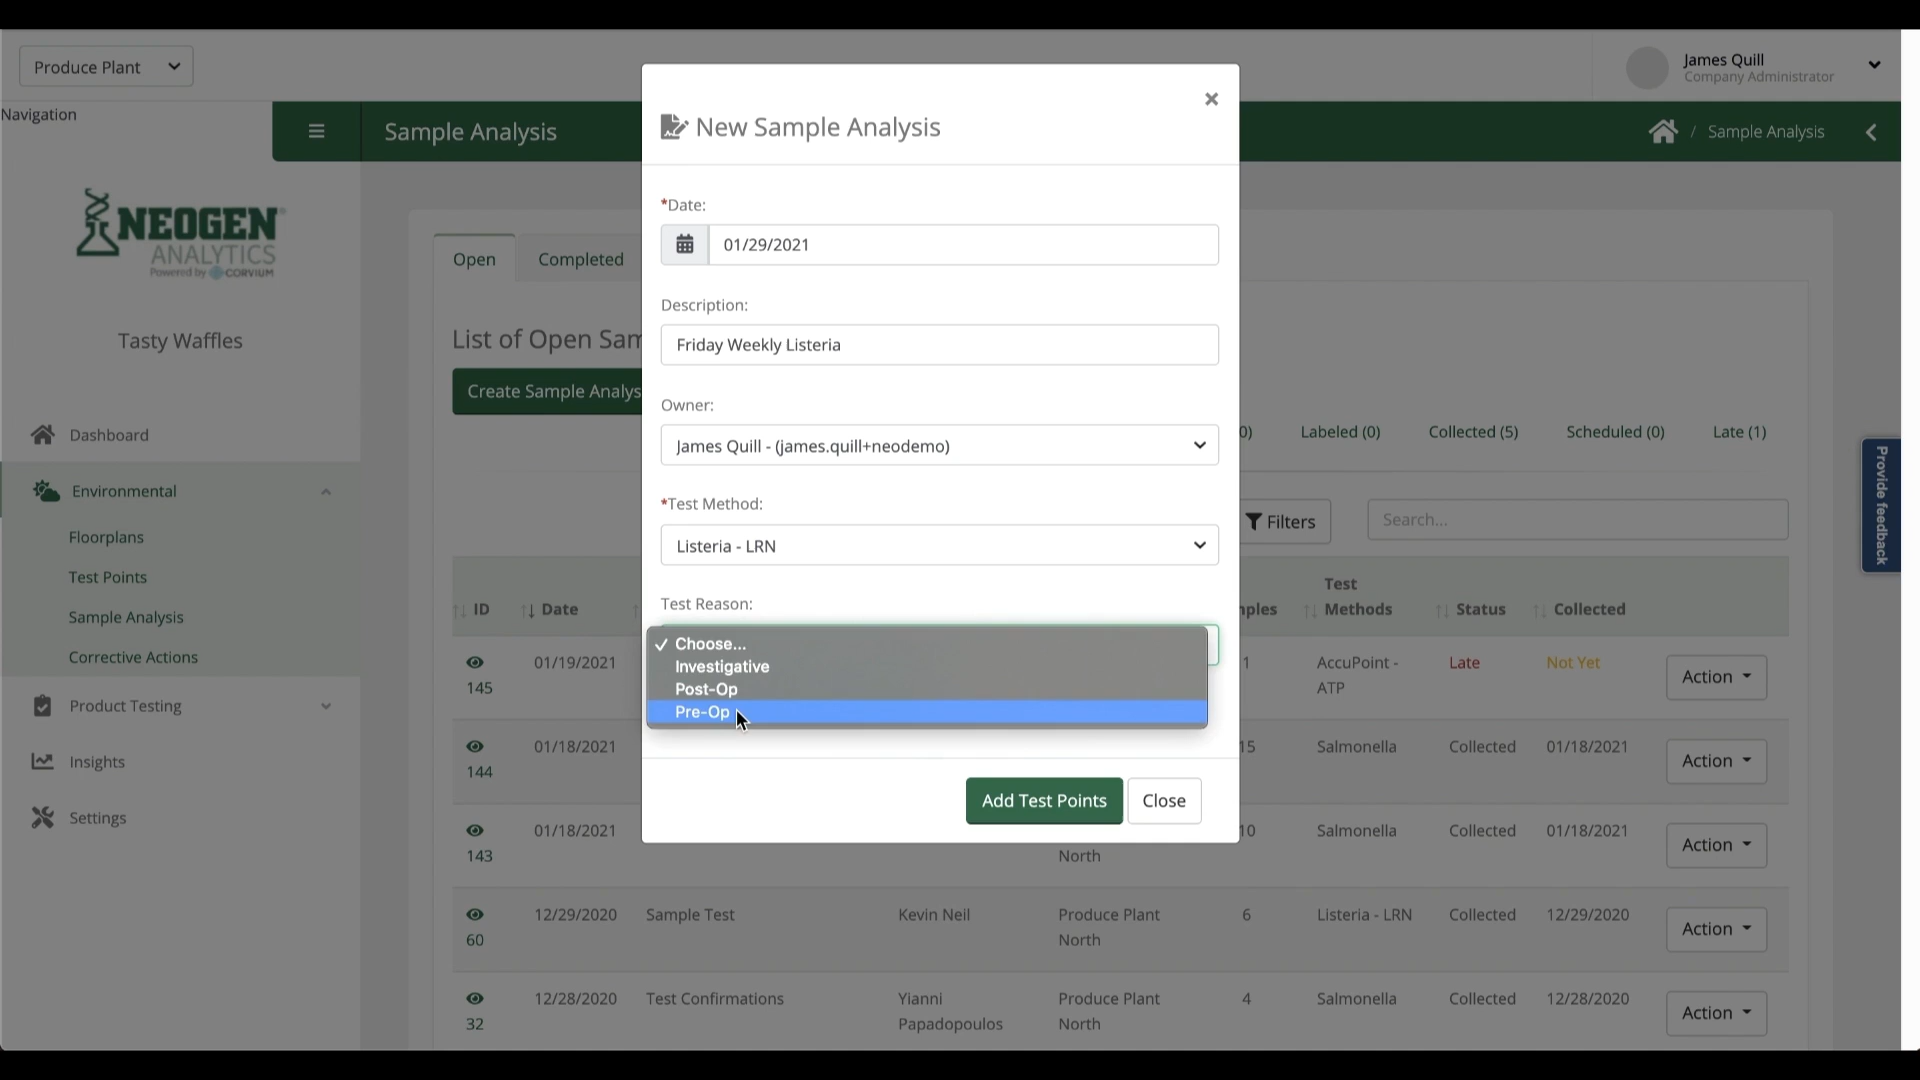 Produce Plant
James Quill
Company Administrator
Navigation
Sample Analysis
/ Sample Analysis
NEOGEN
ANALYTICS
Powered by CORVIUM
Tasty Waffles
Dashboard
Environmental
Floorplans
Test Points
Sample Analysis
Corrective Actions
Product Testing
Insights
Settings
Open
Completed
List of Open Sam
Create Sample Analys
0)
Labeled (0)
Collected (5)
Scheduled (0)
Late (1)
Filters
Search...
Provide feedback
New Sample Analysis
×
*Date:
01/29/2021
Description:
Friday Weekly Listeria
Owner:
James Quill - (james.quill+neodemo)
*Test Method:
Listeria - LRN
Test Reason:
✓ Choose...
Investigative
Post-Op
Pre-Op
Add Test Points
Close
ID
Date
nples
Test
Methods
Status
Collected
145
01/19/2021
1
AccuPoint -
ATP
Late
Not Yet
Action
144
01/18/2021
15
Salmonella
Collected
01/18/2021
Action
143
01/18/2021
North
10
Salmonella
Collected
01/18/2021
Action
60
12/29/2020
Sample Test
Kevin Neil
Produce Plant
North
6
Listeria - LRN
Collected
12/29/2020
Action
32
12/28/2020
Test Confirmations
Yianni
Papadopoulos
Produce Plant
North
4
Salmonella
Collected
12/28/2020
Action